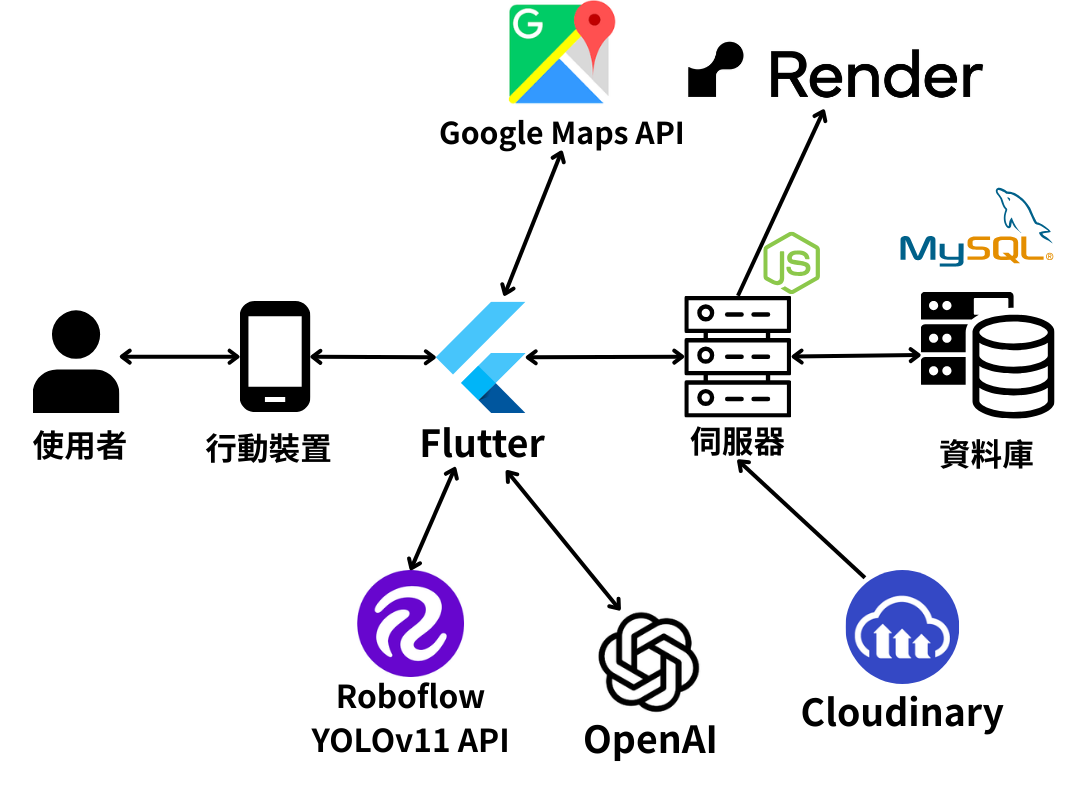 G
Google Maps API
Render
JS
MySQL®
使用者
行動裝置
Flutter
伺服器
資料庫
Roboflow
YOLOv11 API
OpenAI
Cloudinary